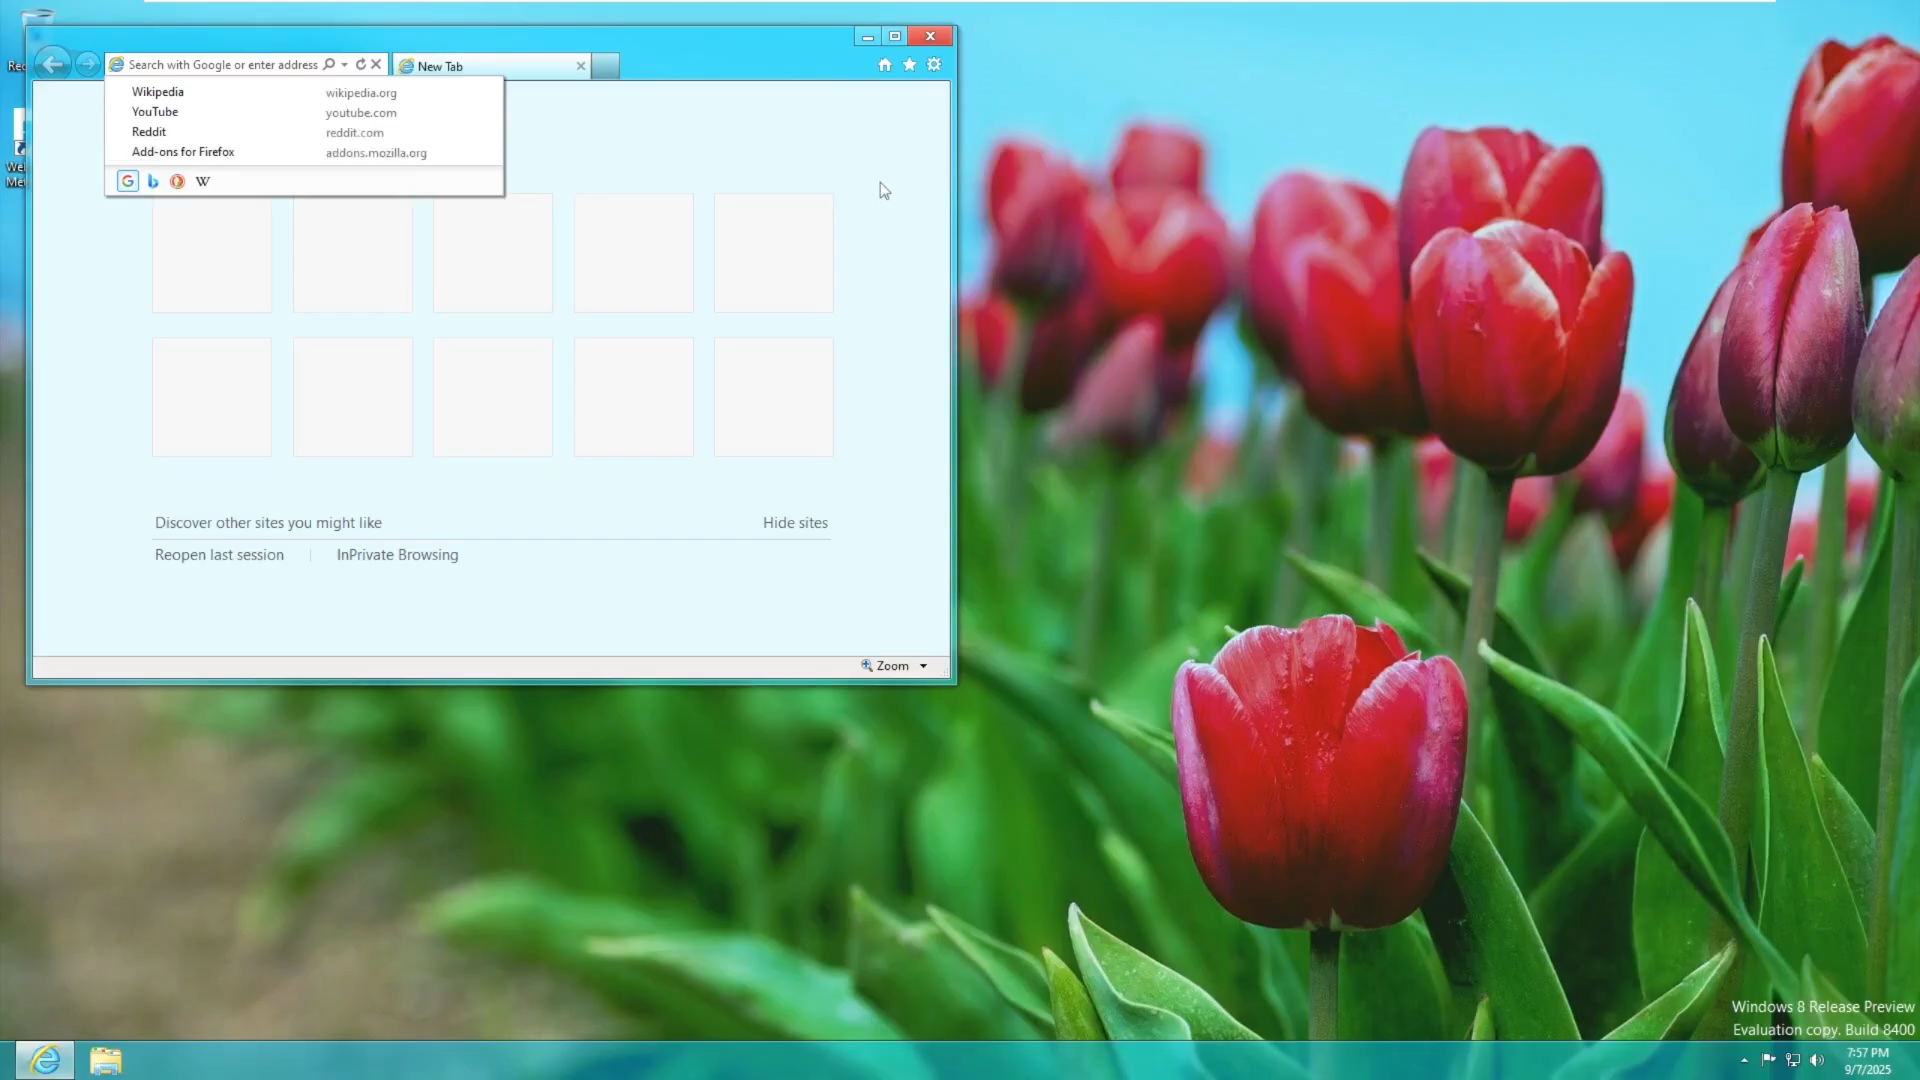 Search with Google or enter address
New Tab
Wikipedia wikipedia.org
YouTube youtube.com
Reddit reddit.com
Add-ons for Firefox addons.mozilla.org
W
Discover other sites you might like Hide sites
Reopen last session | InPrivate Browsing
Zoom
Windows 8 Release Preview
Evaluation copy. Build 8400
7:57 PM
9/7/2025